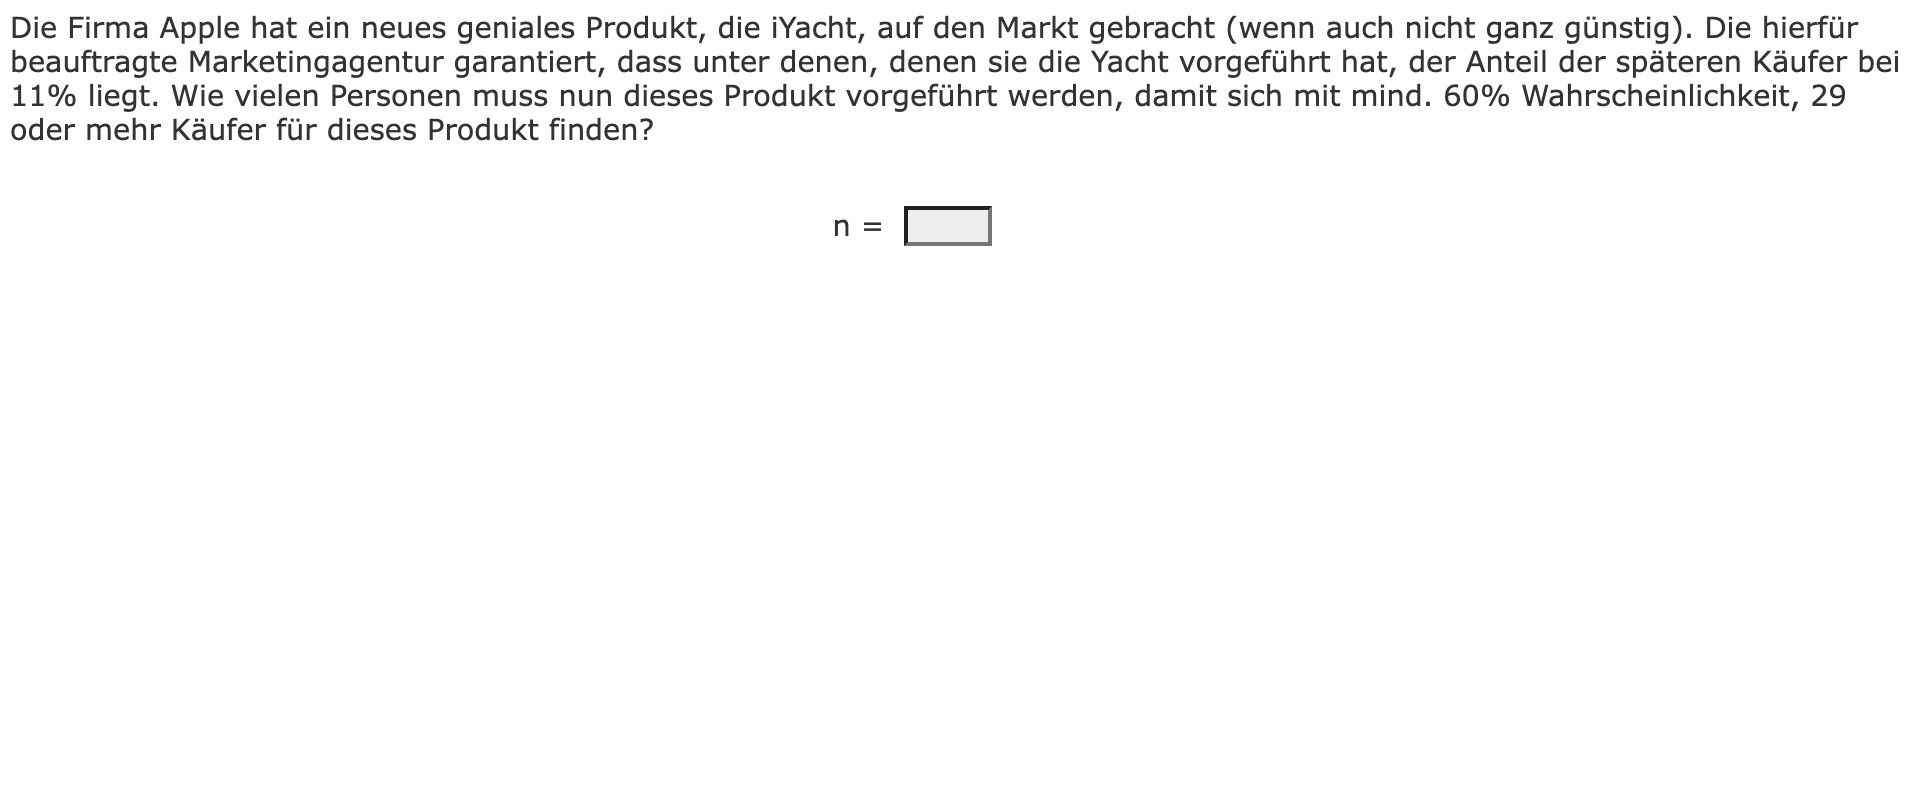 Die Firma Apple hat ein neues geniales Produkt, die iYacht, auf den Markt gebracht (wenn auch nicht ganz günstig). Die hierfür
beauftragte Marketingagentur garantiert, dass unter denen, denen sie die Yacht vorgeführt hat, der Anteil der späteren Käufer bei
11% liegt. Wie vielen Personen muss nun dieses Produkt vorgeführt werden, damit sich mit mind. 60% Wahrscheinlichkeit, 29
oder mehr Käufer für dieses Produkt finden?
n =